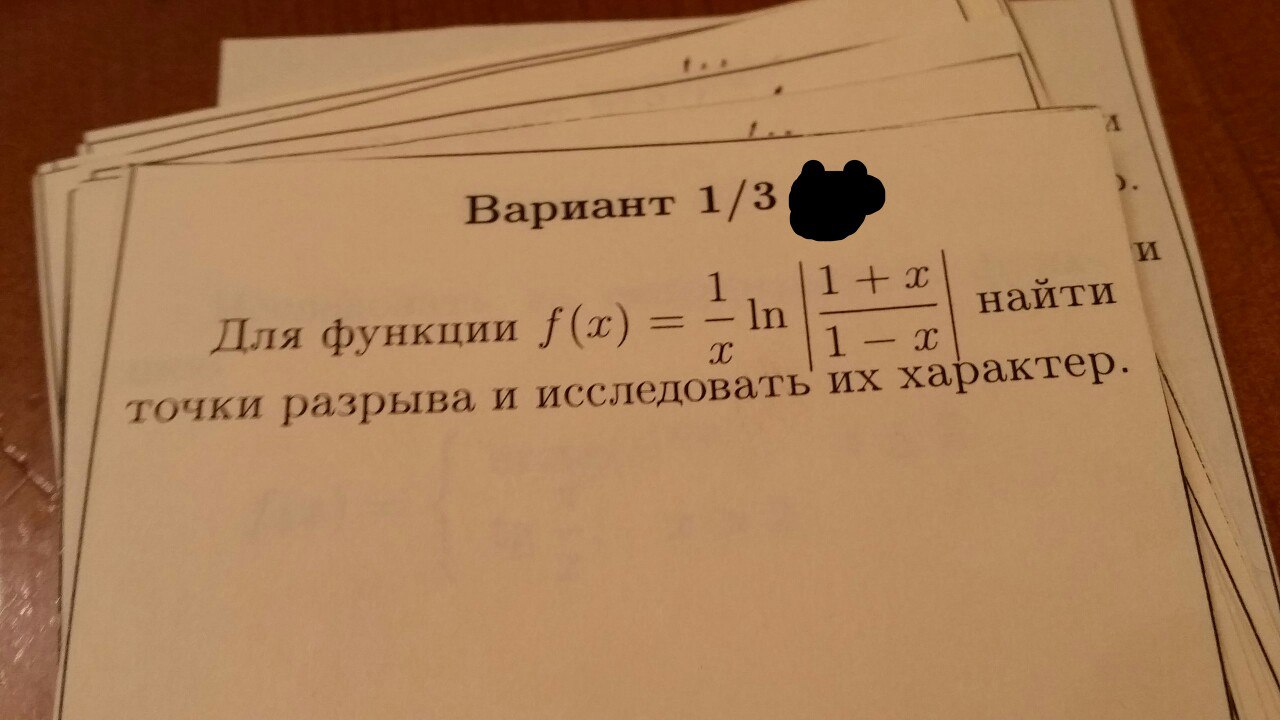 Вариант 1/3
Для функции f(x) = \frac{1}{x} ln \left| \frac{1 + x}{1 − x} \right| найти
точки разрыва и исследовать их характер.